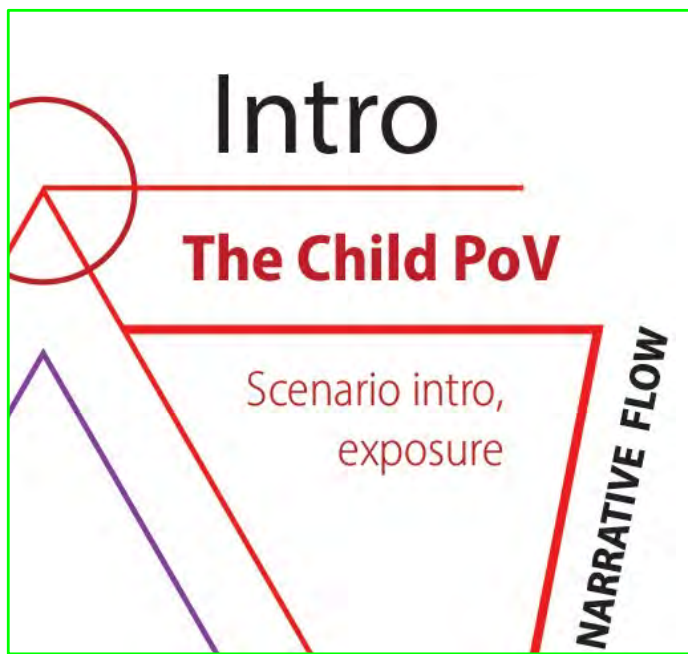 Intro
The Child PoV
Scenario intro,
exposure
NARRATIVE FLOW